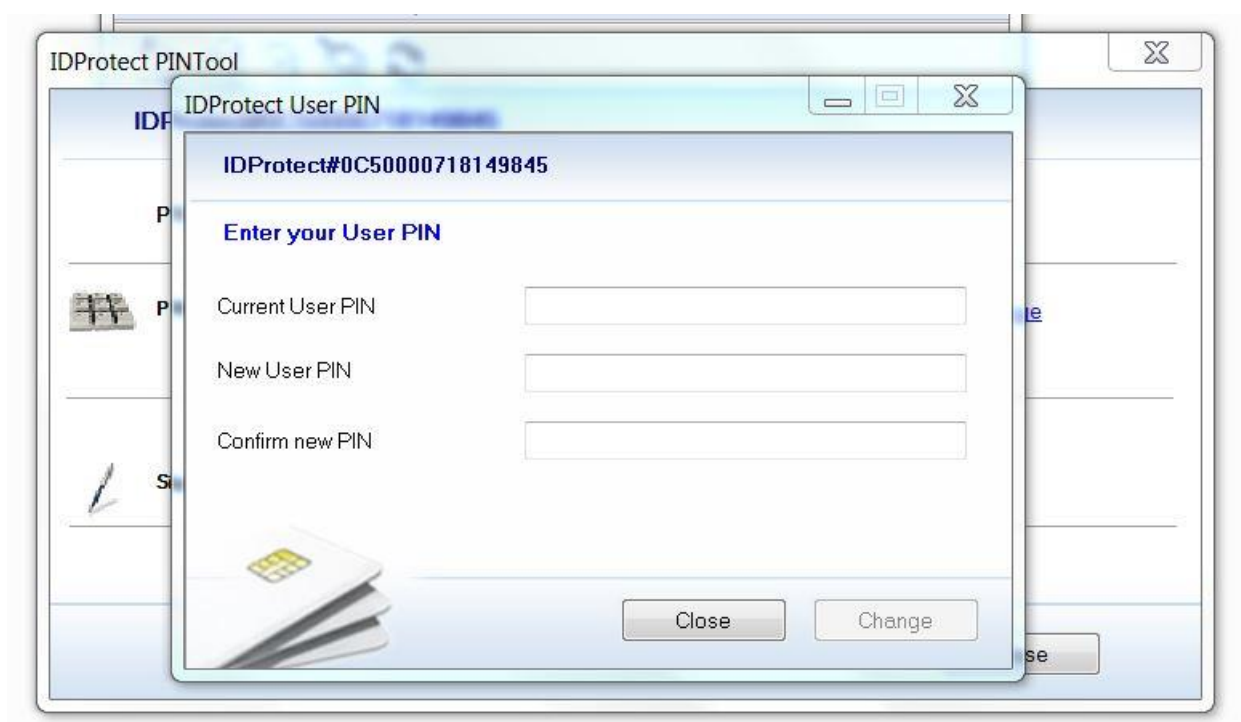 IDProtect PINTool
IDProtect User PIN
IDProtect#0C50000718149845
Enter your User PIN
Current User PIN
New User PIN
Confirm new PIN
Close
Change